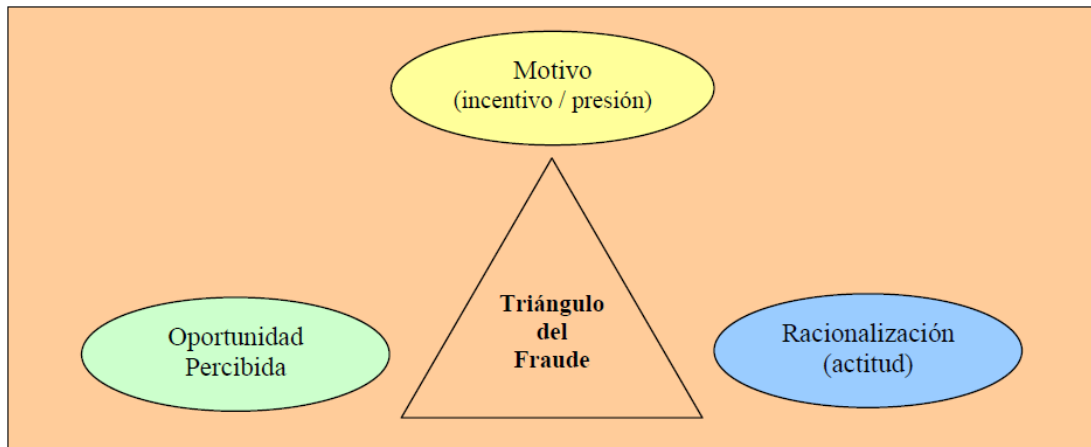 Motivo
(incentivo / presión)
Triángulo
del
Fraude
Oportunidad
Percibida
Racionalización
(actitud)